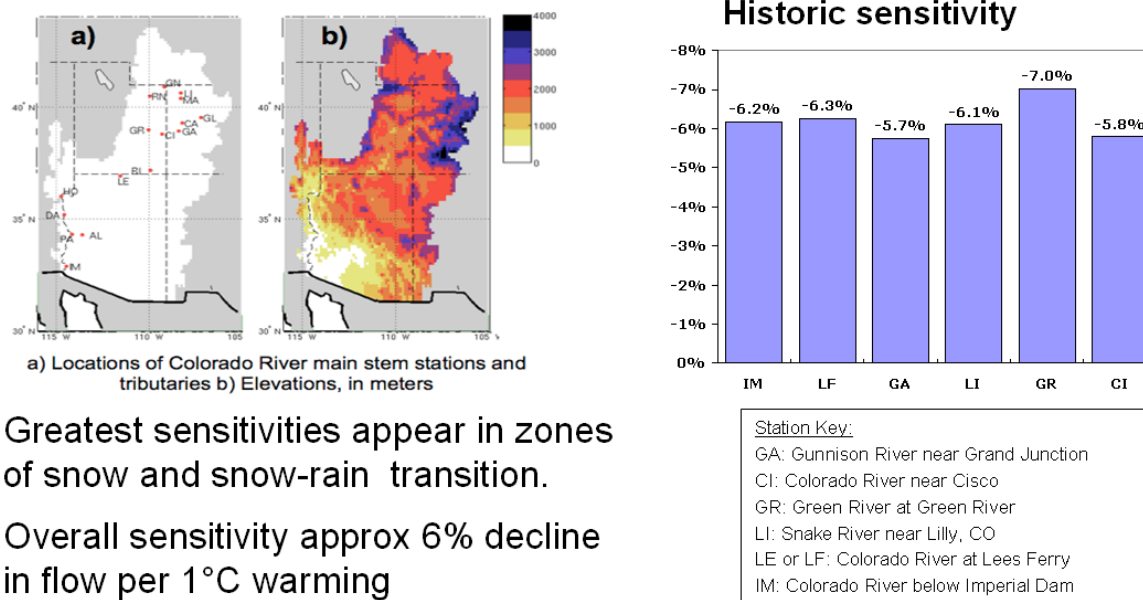 a)
GN
RN
LI
MA
GL
CA
GR
CI
GA
BL
LE
HO
DA
PA
AL
IM
40° N
35° N
30° N
115 W
110 W
105
b)
40° N
35° N
30° N
115 W
110 W
105
4000
3000
2000
1000
0
a) Locations of Colorado River main stem stations and
tributaries b) Elevations, in meters
Greatest sensitivities appear in zones
of snow and snow-rain transition.
Overall sensitivity approx 6% decline
in flow per 1°C warming
Historic sensitivity
-8%
-7%
-6%
-5%
-4%
-3%
-2%
-1%
0%
-6.2%
-6.3%
-5.7%
-6.1%
-7.0%
-5.8%
IM
LF
GA
LI
GR
CI
Station Key:
GA: Gunnison River near Grand Junction
CI: Colorado River near Cisco
GR: Green River at Green River
LI: Snake River near Lilly, CO
LE or LF: Colorado River at Lees Ferry
IM: Colorado River below Imperial Dam